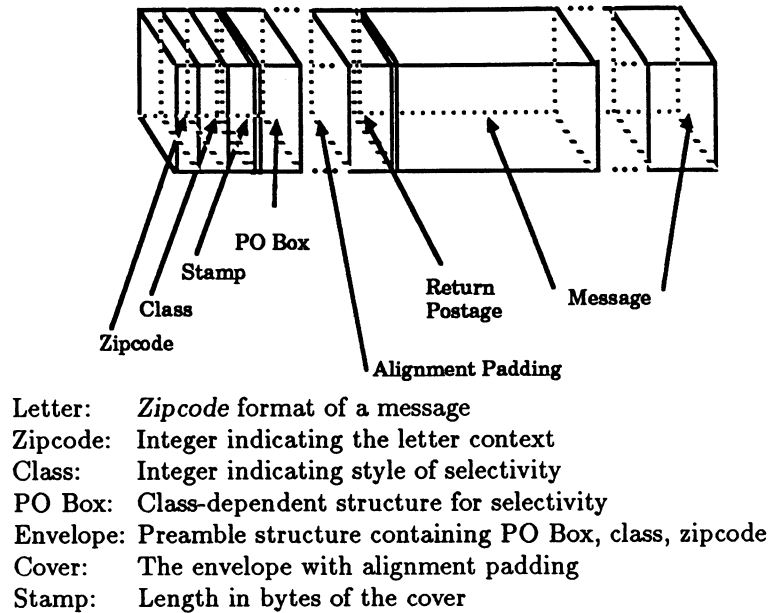 PO Box
Stamp
Class
Zipcode
Return
Postage
Message
Alignment Padding
Letter: Zipcode format of a message
Zipcode: Integer indicating the letter context
Class: Integer indicating style of selectivity
PO Box: Class-dependent structure for selectivity
Envelope: Preamble structure containing PO Box, class, zipcode
Cover: The envelope with alignment padding
Stamp: Length in bytes of the cover